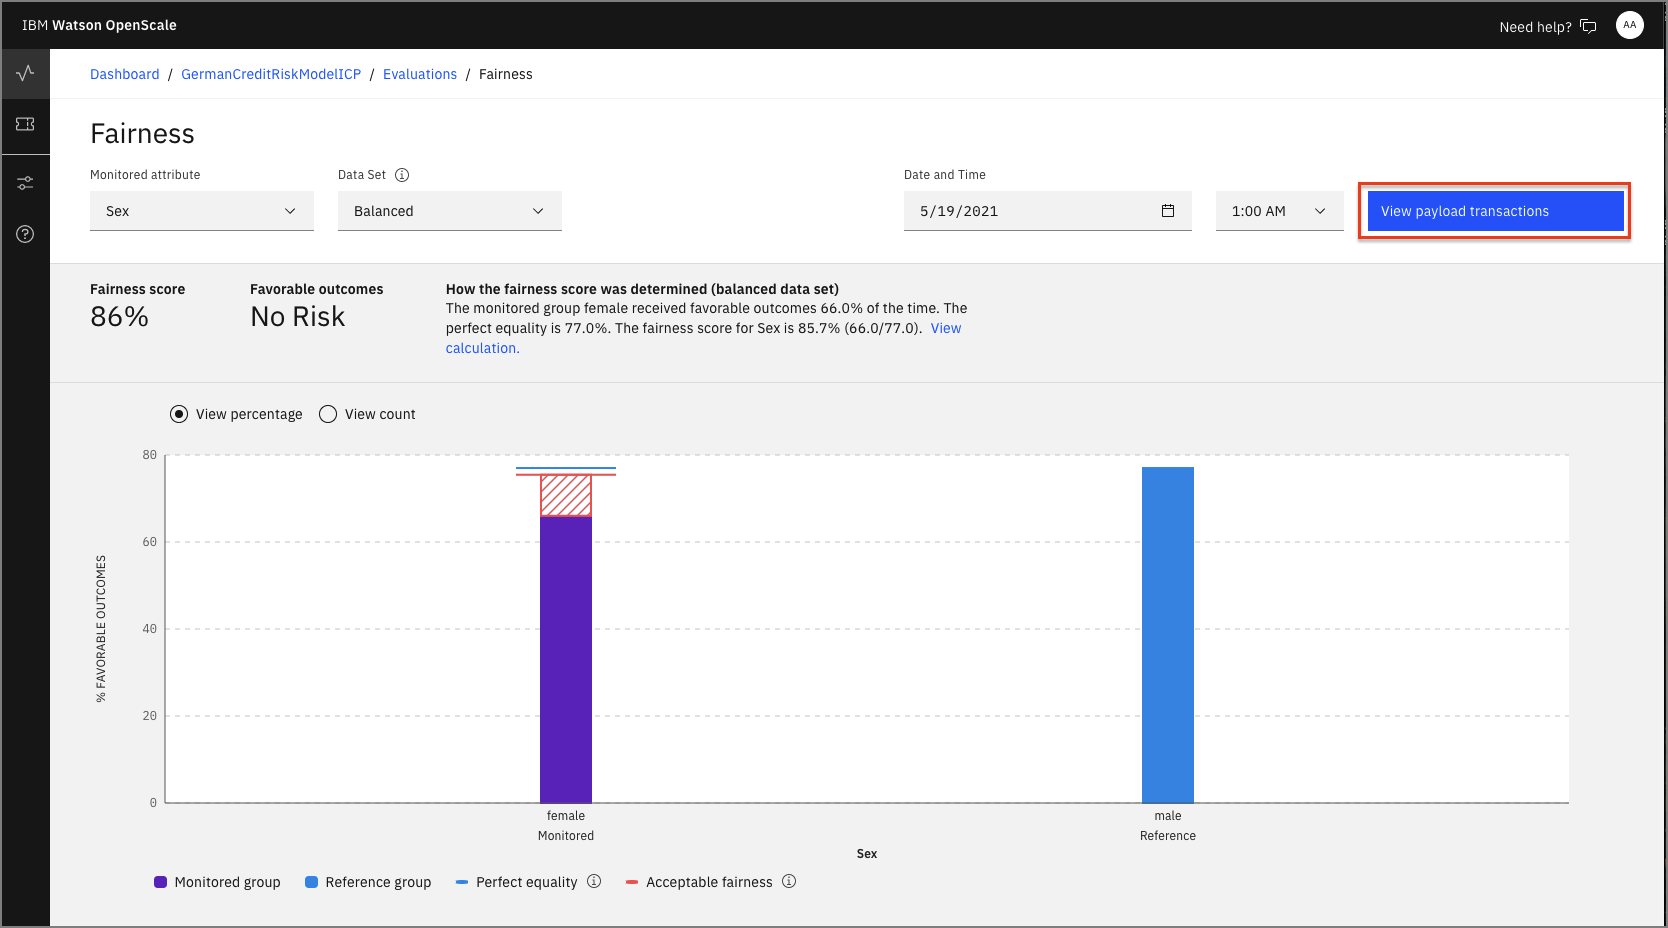 IBM Watson OpenScale
Need help?
AA
Dashboard / GermanCreditRiskModelICP / Evaluations / Fairness
Fairness
Monitored attribute
Data Set
Date and Time
Sex
Balanced
5/19/2021
1:00 AM
View payload transactions
Fairness score
86%
Favorable outcomes
No Risk
How the fairness score was determined (balanced data set)
The monitored group female received favorable outcomes 66.0% of the time. The
perfect equality is 77.0%. The fairness score for Sex is 85.7% (66.0/77.0). View
calculation.
View percentage
View count
80
60
40
20
0
% FAVORABLE OUTCOMES
female
Monitored
male
Reference
Sex
Monitored group
Reference group
Perfect equality
Acceptable fairness